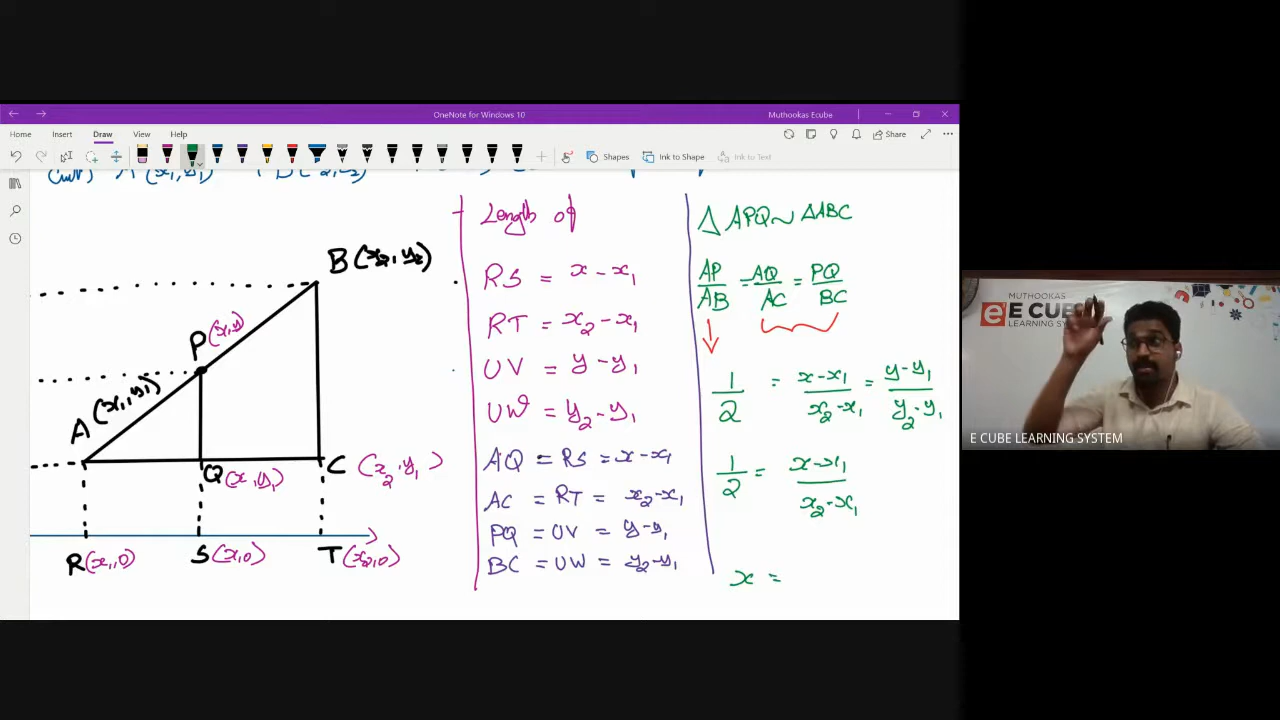 OneNote for Windows 10
Muthookas Ecube
Home Insert Draw View Help
Share
Shapes
Ink to Shape
Ink to Text
A (x₁, y₁)
B(x₂, y₂)
P(x,y)
A (x₁, y₁)
Q(x, y₁)
C (x₂, y₁)
R(x₁, 0)
S(x,0)
T(x₂,0)
Length of
RS = x - x₁
RT = x₂ - x₁
UV = y - y₁
UW = y₂ - y₁
AQ = RS = x - x₁
AC = RT = x₂ - x₁
PQ = UV = y - y₁
BC = UW = y₂ - y₁
Δ APQ ~ ΔABC
AP/AB = AQ/AC = PQ/BC
1/2 = x - x₁/x₂ - x₁ = y - y₁/y₂ - y₁
1/2 = x - x₁/x₂ - x₁
x =
MUTHOOKAS
e E CUBE
LEARNING SY
E CUBE LEARNING SYSTEM